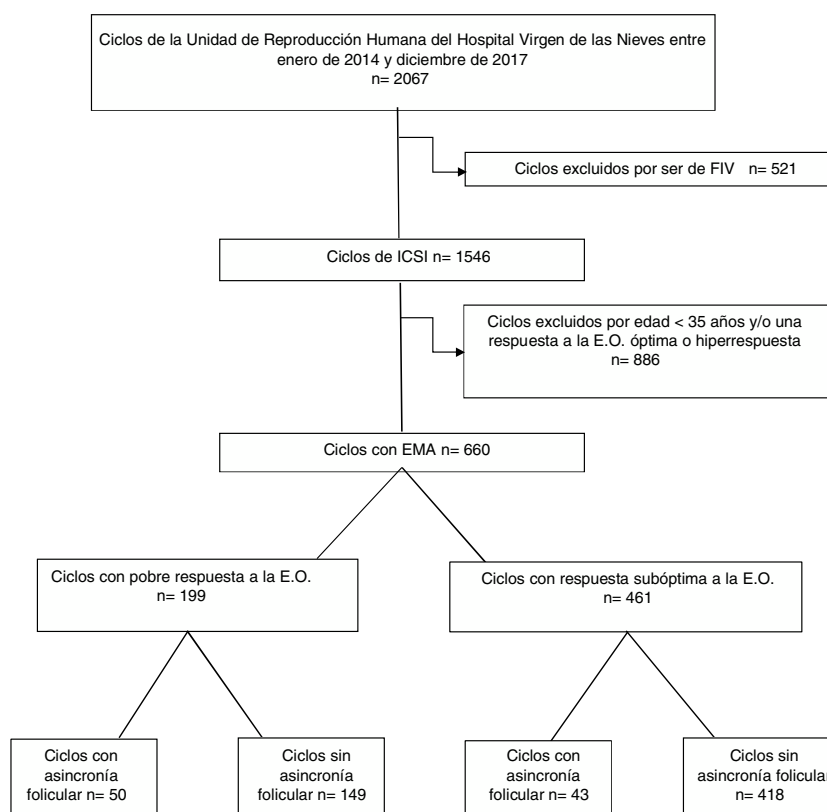 Ciclos de la Unidad de Reproducción Humana del Hospital Virgen de las Nieves entre
enero de 2014 y diciembre de 2017
n= 2067
Ciclos excluidos por ser de FIV n= 521
Ciclos de ICSI n= 1546
Ciclos excluidos por edad < 35 años y/o una
respuesta a la E.O. óptima o hiperrespuesta
n= 886
Ciclos con EMA n= 660
Ciclos con pobre respuesta a la E.O.
n= 199
Ciclos con respuesta subóptima a la E.O.
n= 461
Ciclos con
asincronía
folicular n= 50
Ciclos sin
asincronía
folicular n= 149
Ciclos con
asincronía
folicular n= 43
Ciclos sin
asincronía folicular
n= 418